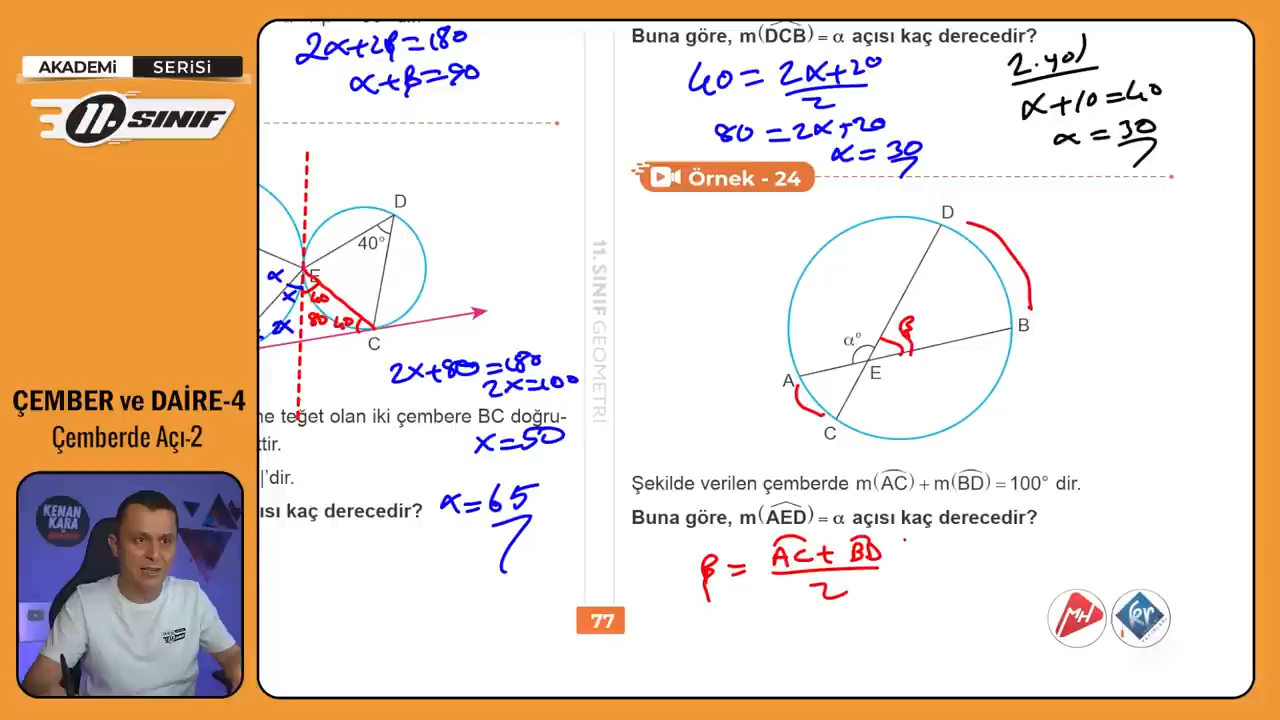 AKADEMİ SERİSİ
11. SINIF
ÇEMBER ve DAİRE-4
Çemberde Açı-2
KENAN KARA
2α+2β=180
α+β=90
D
40°
E
α
x
40
2x
80
40
C
2x+80=180
2x=100
ne teğet olan iki çembere BC doğru-
ttir.
x=50
|'dir.
ısı kaç derecedir?
α=65
11. SINIF GEOMETRİ
77
Buna göre, m(DCB) = α açısı kaç derecedir?
40 = 2α+20 / 2
80 = 2α+20
α = 30
2.yol
α+10=40
α = 30
Örnek - 24
D
B
β
α°
E
A
C
Şekilde verilen çemberde m(AC) + m(BD) = 100° dir.
Buna göre, m(AED) = α açısı kaç derecedir?
β = AC + BD / 2
MH